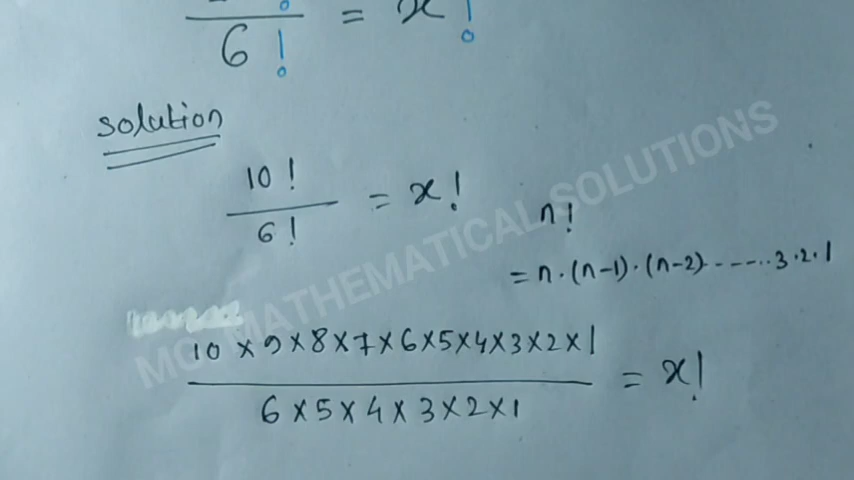 6! = x!
solution
10!
6!
= x!
n!
= n·(n-1)·(n-2)-----..3·2·1
10 × 9 × 8 × 7 × 6 × 5 × 4 × 3 × 2 × 1
6 × 5 × 4 × 3 × 2 × 1
= x!
MATHEMATICAL SOLUTIONS